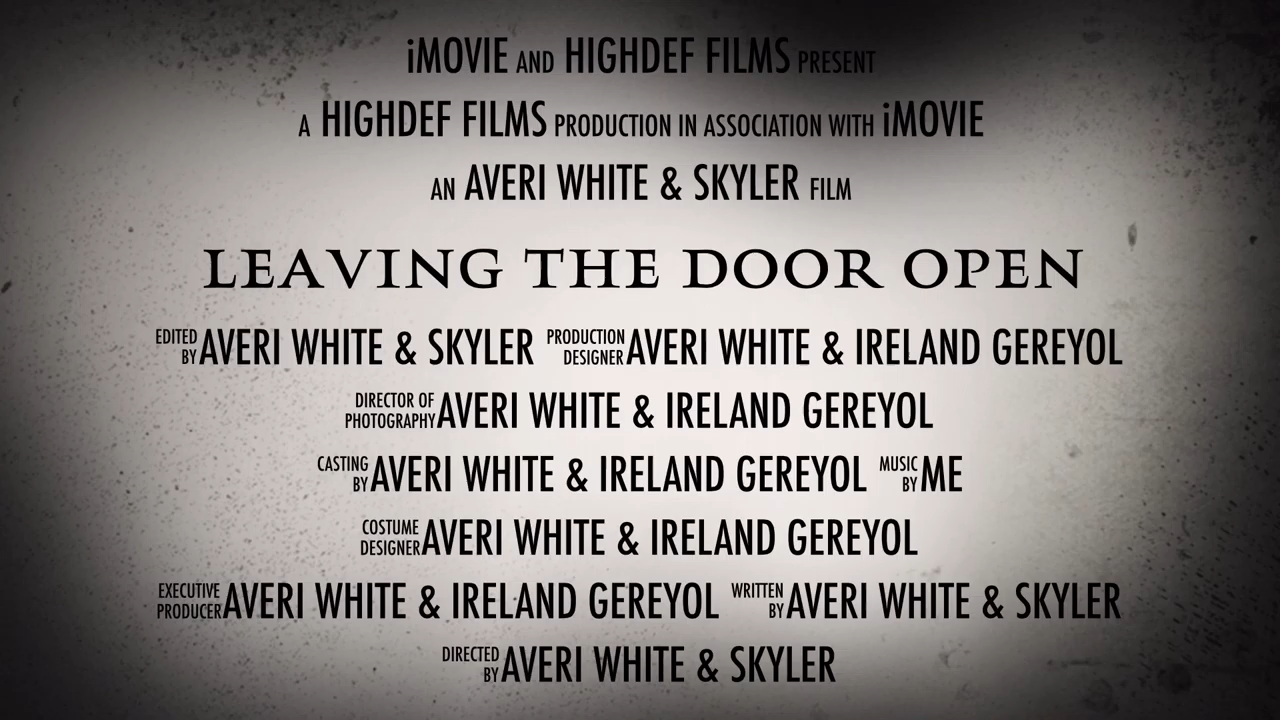 iMOVIE AND HIGHDEF FILMS PRESENT
A HIGHDEF FILMS PRODUCTION IN ASSOCIATION WITH iMOVIE
AN AVERI WHITE & SKYLER FILM
LEAVING THE DOOR OPEN
EDITED BY AVERI WHITE & SKYLER PRODUCTION DESIGNER AVERI WHITE & IRELAND GEREYOL
DIRECTOR OF PHOTOGRAPHY AVERI WHITE & IRELAND GEREYOL
CASTING BY AVERI WHITE & IRELAND GEREYOL MUSIC BY ME
COSTUME DESIGNER AVERI WHITE & IRELAND GEREYOL
EXECUTIVE PRODUCER AVERI WHITE & IRELAND GEREYOL WRITTEN BY AVERI WHITE & SKYLER
DIRECTED BY AVERI WHITE & SKYLER